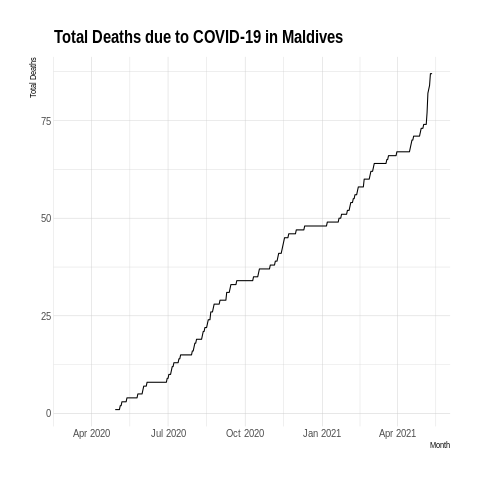 Total Deaths due to COVID-19 in Maldives
Total Deaths
75
50
25
0
Apr 2020
Jul 2020
Oct 2020
Jan 2021
Apr 2021
Month